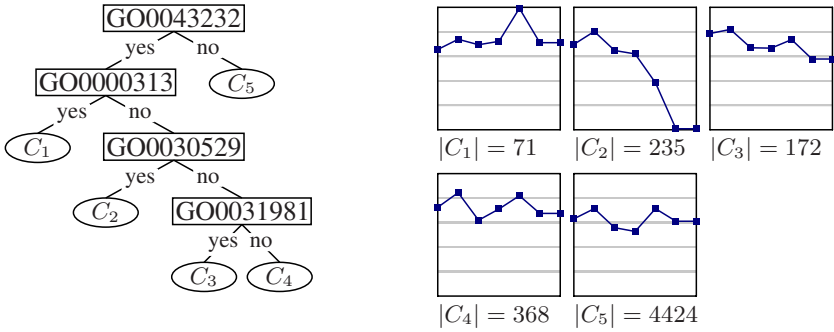 GO0043232
yes no
GO0000313
C5
yes no
C1
GO0030529
yes no
C2
GO0031981
yes no
C3
C4
|C1| = 71
|C2| = 235
|C3| = 172
|C4| = 368
|C5| = 4424